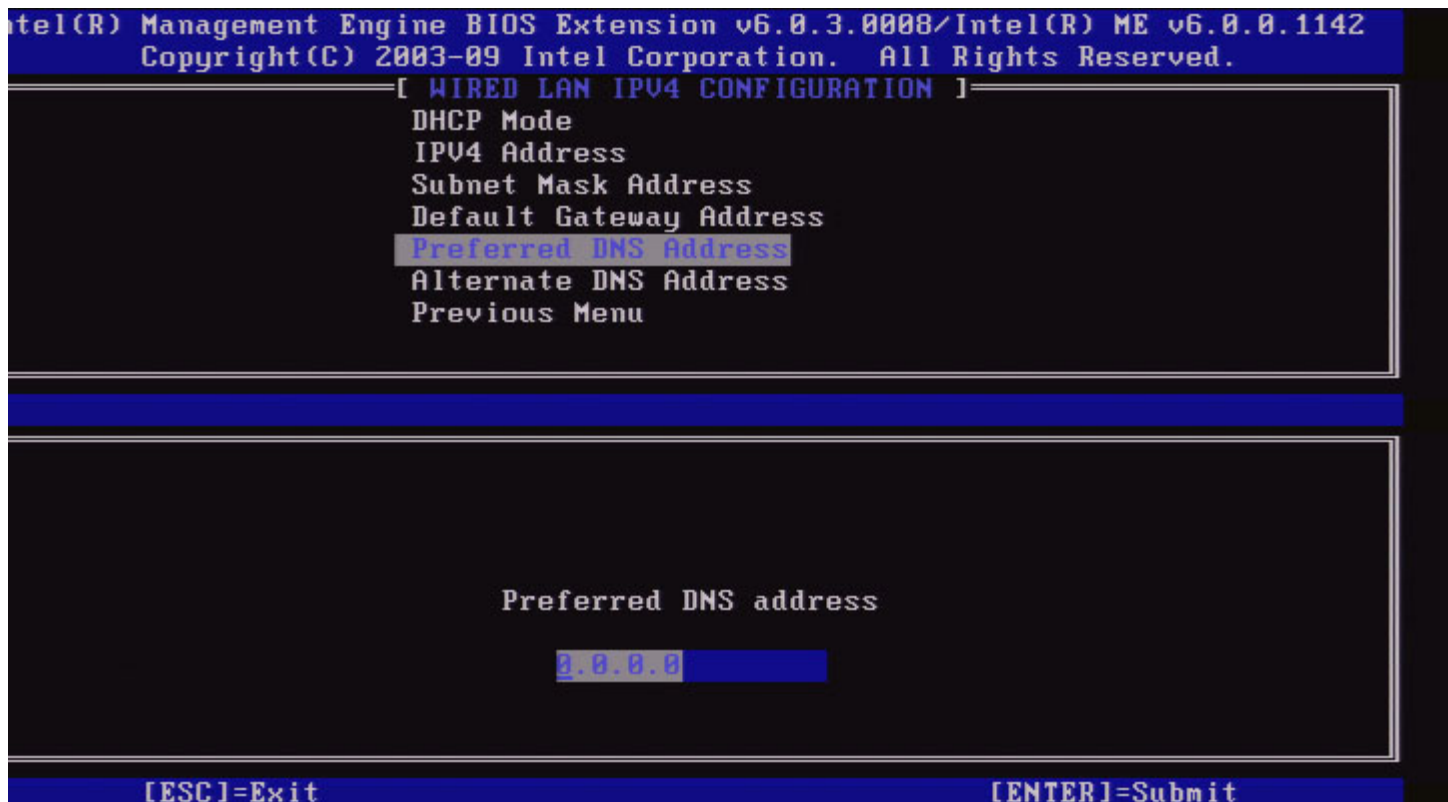 ntel(R) Management Engine BIOS Extension v6.0.3.0008/Intel(R) ME v6.0.0.1142
Copyright(C) 2003-09 Intel Corporation. All Rights Reserved.
[ WIRED LAN IPV4 CONFIGURATION ]
DHCP Mode
IPV4 Address
Subnet Mask Address
Default Gateway Address
Preferred DNS Address
Alternate DNS Address
Previous Menu
Preferred DNS address
0.0.0.0
[ESC]=Exit [ENTER]=Submit